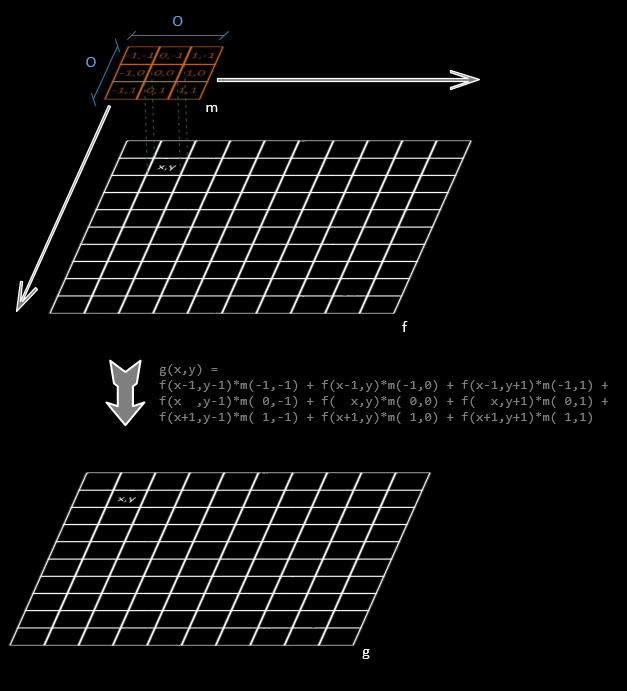 O
O
-1,-1 0,-1 1,-1
-1,0 0,0 1,0
-1,1 0,1 1,1
m
x,y
f
g(x,y) =
f(x-1,y-1)*m(-1,-1) + f(x-1,y)*m(-1,0) + f(x-1,y+1)*m(-1,1) +
f(x  ,y-1)*m( 0,-1) + f(  x,y)*m( 0,0) + f(  x,y+1)*m( 0,1) +
f(x+1,y-1)*m( 1,-1) + f(x+1,y)*m( 1,0) + f(x+1,y+1)*m( 1,1)
x,y
g